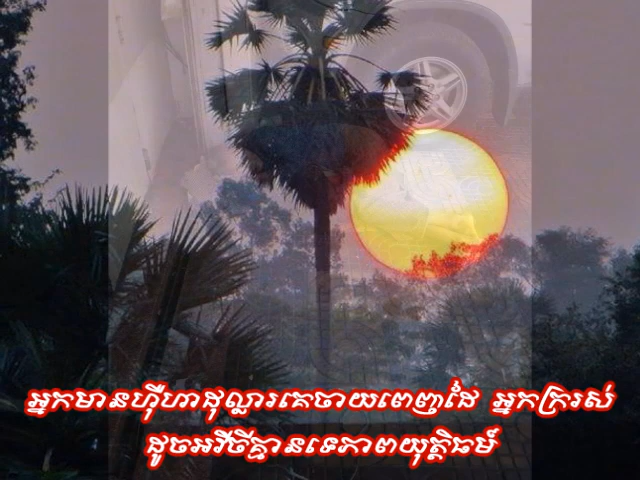 អ្នកមានហ៊ឺហាដុល្លារគេចាយពេញដៃ អ្នកក្ររស់
ដូចអវិចីគ្មានទេភាពយុត្តិធម៌